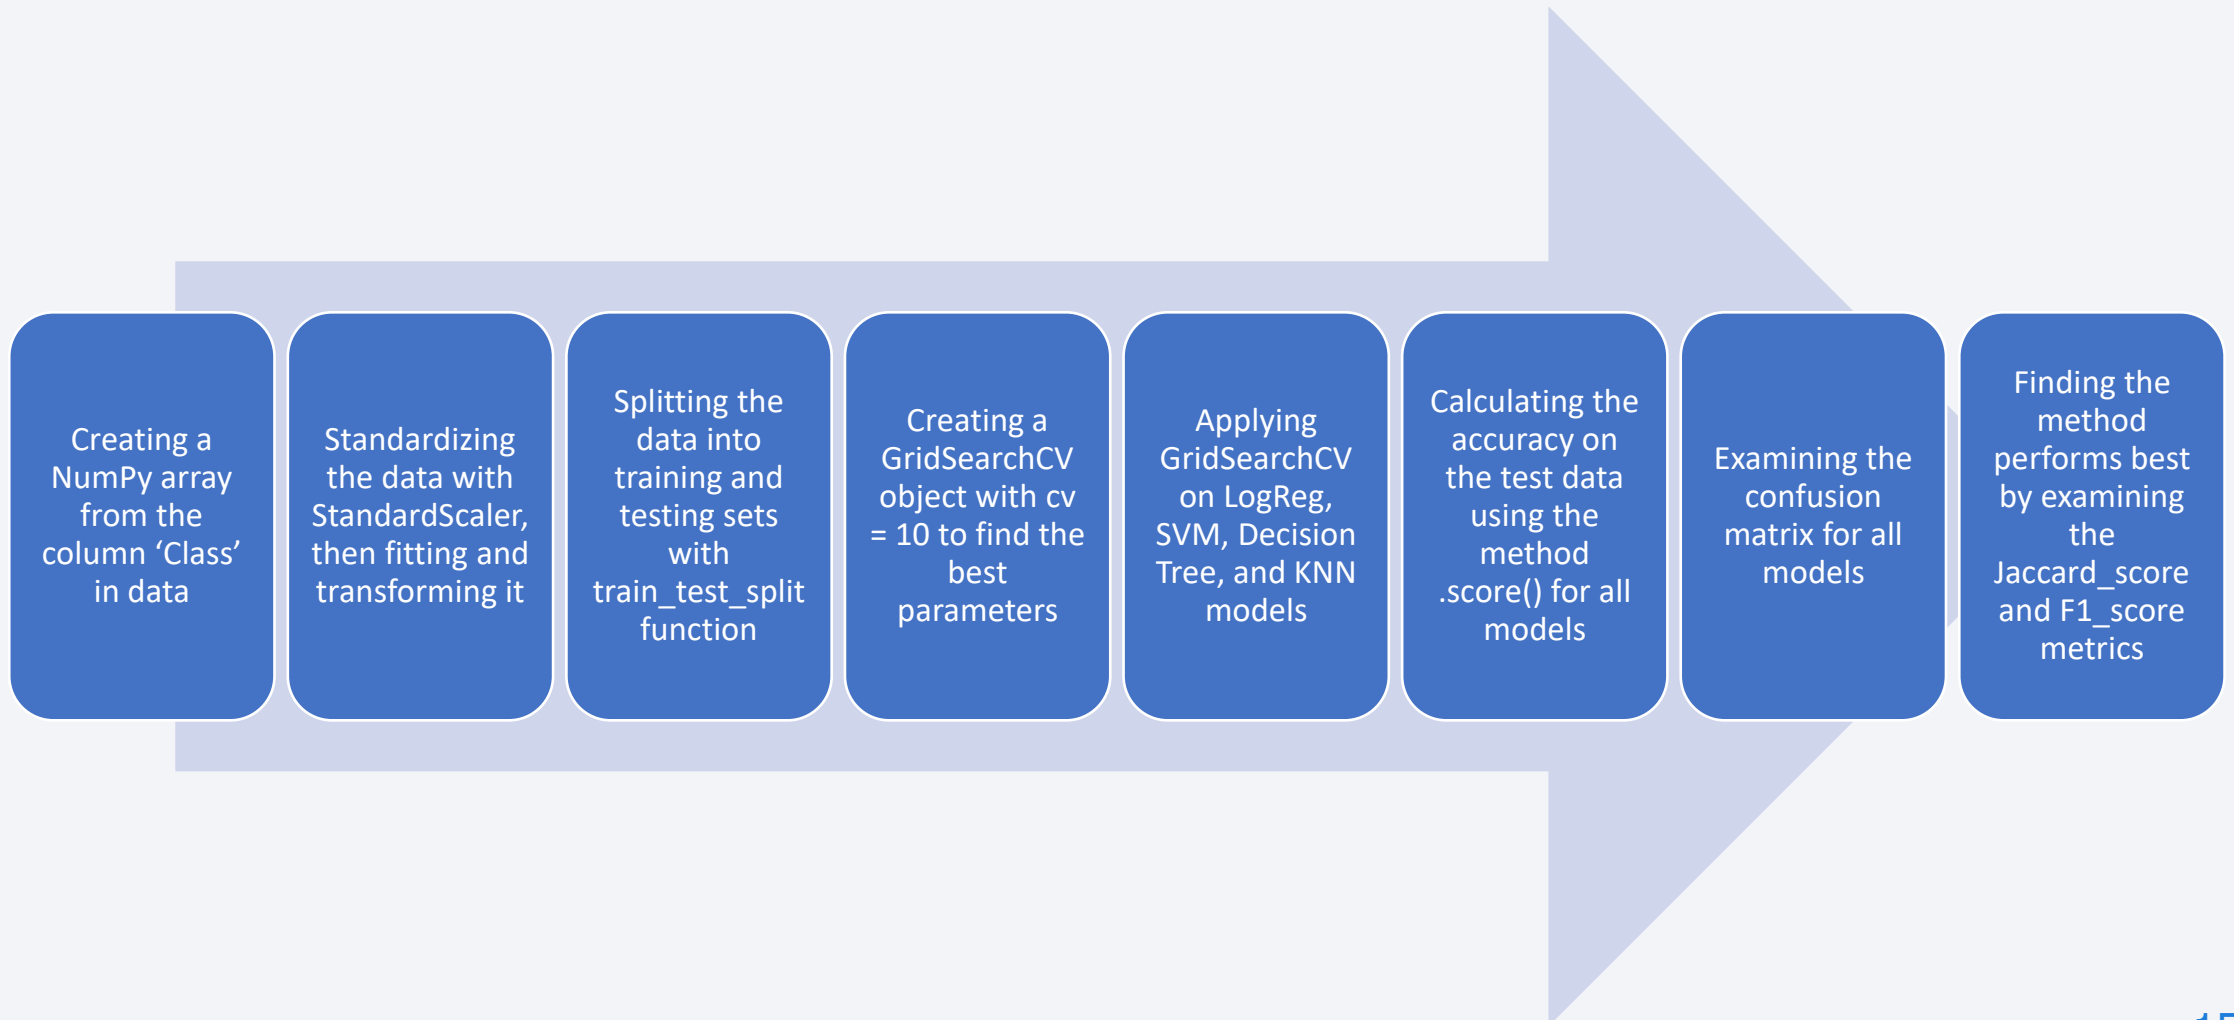 Creating a
NumPy array
from the
column ‘Class’
in data
Standardizing
the data with
StandardScaler,
then fitting and
transforming it
Splitting the
data into
training and
testing sets
with
train_test_split
function
Creating a
GridSearchCV
object with cv
= 10 to find the
best
parameters
Applying
GridSearchCV
on LogReg,
SVM, Decision
Tree, and KNN
models
Calculating the
accuracy on
the test data
using the
method
.score() for all
models
Examining the
confusion
matrix for all
models
Finding the
method
performs best
by examining
the
Jaccard_score
and F1_score
metrics